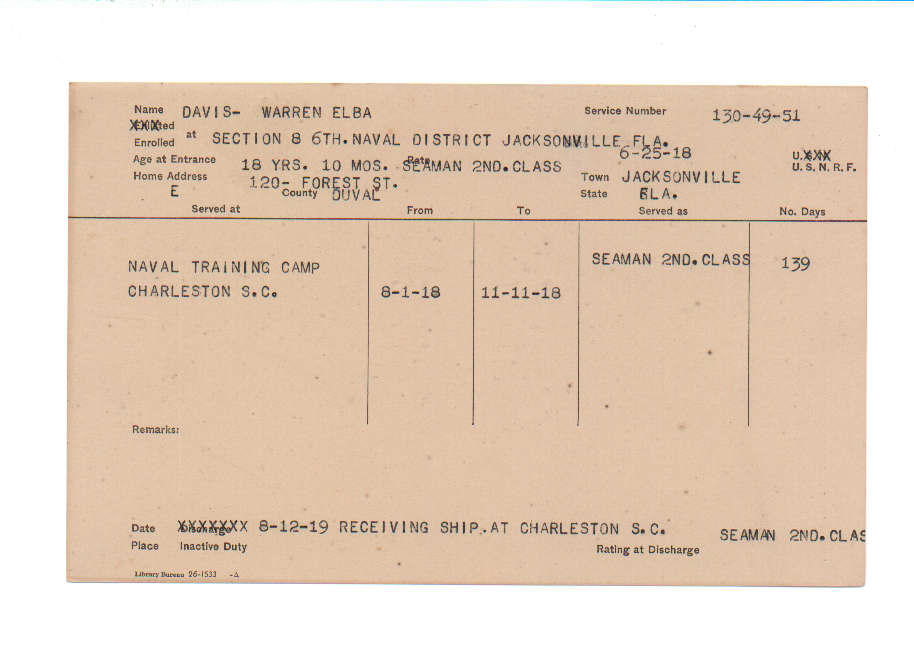 Name DAVIS- WARREN ELBA Service Number 130-49-51
XXXted
Enrolled at SECTION 8 6TH.NAVAL DISTRICT JACKSONVILLE FLA.
6-25-18
Age at Entrance 18 YRS. 10 MOS. Rate SEAMAN 2ND.CLASS U.S.N.
U. S. N. R. F.
Home Address 120- FOREST ST. Town JACKSONVILLE
E County DUVAL State FLA.
Served at From To Served as No. Days
NAVAL TRAINING CAMP SEAMAN 2ND.CLASS 139
CHARLESTON S.C. 8-1-18 11-11-18
Remarks:
Date Discharge XXXXXXX 8-12-19 RECEIVING SHIP.AT CHARLESTON S.C. SEAMAN 2ND.CLAS
Place Inactive Duty Rating at Discharge
Library Bureau 26-1533 -A